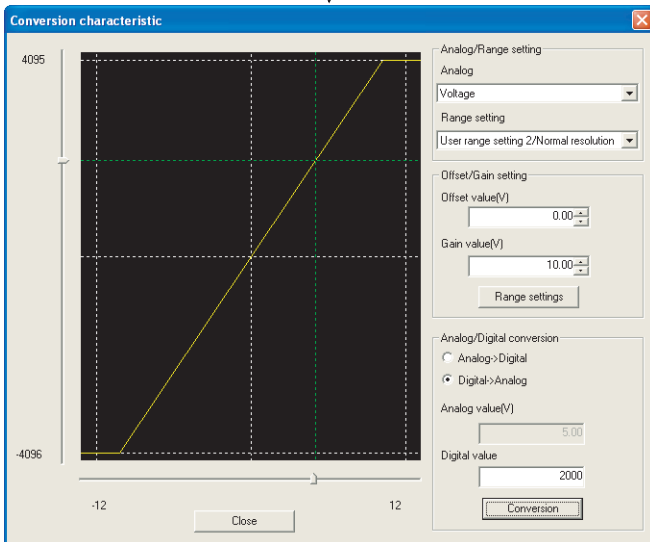 Conversion characteristic
4095
-4096
-12
12
Close
Analog/Range setting
Analog
Voltage
Range setting
User range setting 2/Normal resolution
Offset/Gain setting
Offset value(V)
0.00
Gain value(V)
10.00
Range settings
Analog/Digital conversion
Analog->Digital
Digital->Analog
Analog value(V)
5.00
Digital value
2000
Conversion